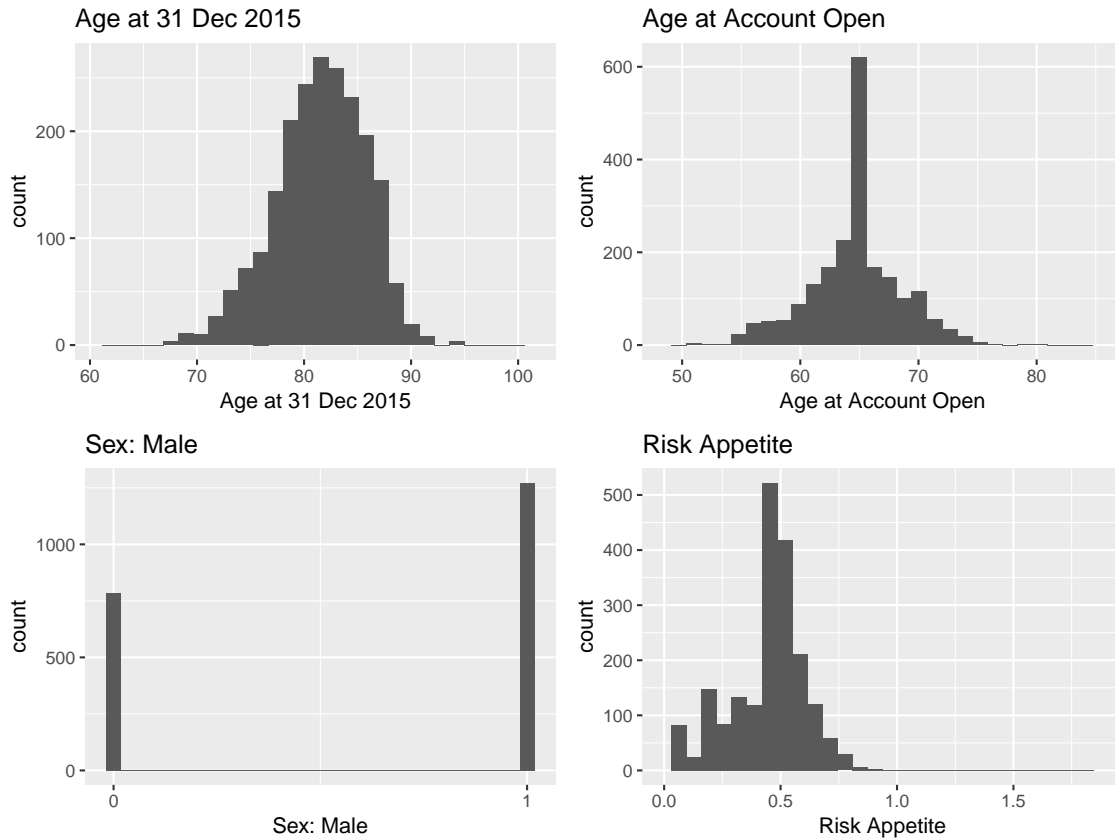 Age at 31 Dec 2015
200
100
0
count
60 70 80 90 100
Age at 31 Dec 2015
Age at Account Open
600
400
200
0
count
50 60 70 80
Age at Account Open
Sex: Male
1000
500
0
count
0 1
Sex: Male
Risk Appetite
500
400
300
200
100
0
count
0.0 0.5 1.0 1.5
Risk Appetite